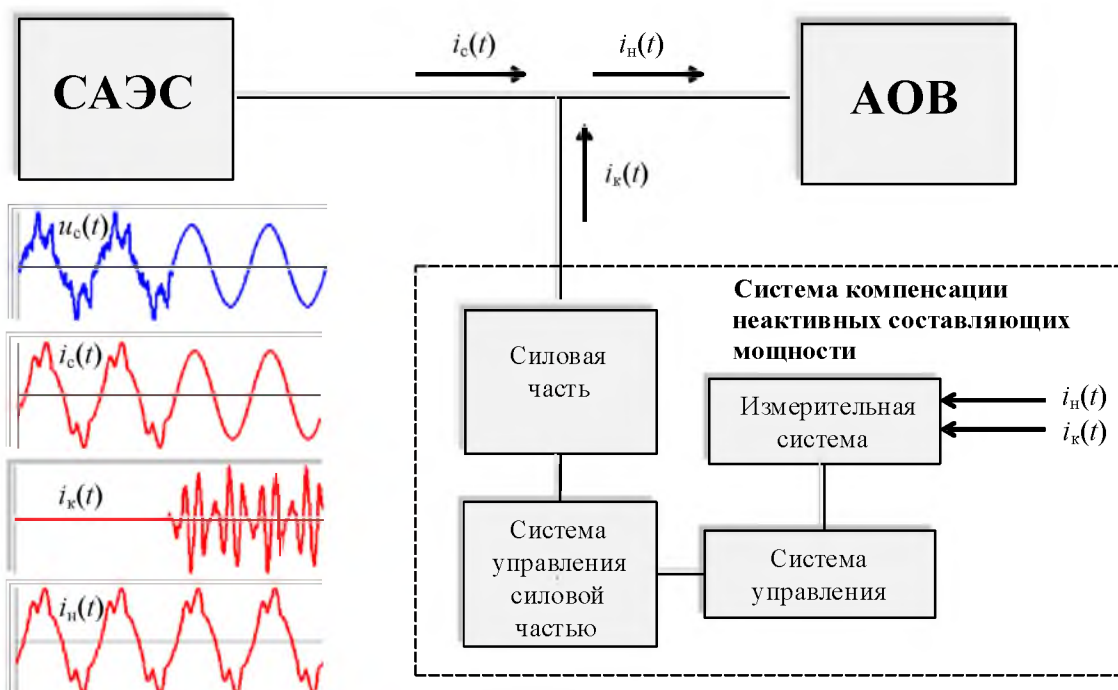 САЭС
iс(t)
iн(t)
АОВ
iк(t)
uс(t)
iс(t)
iк(t)
iн(t)
Система компенсации
неактивных составляющих
мощности
Силовая
часть
Измерительная
система
iн(t)
iк(t)
Система
управления
силовой
частью
Система
управления